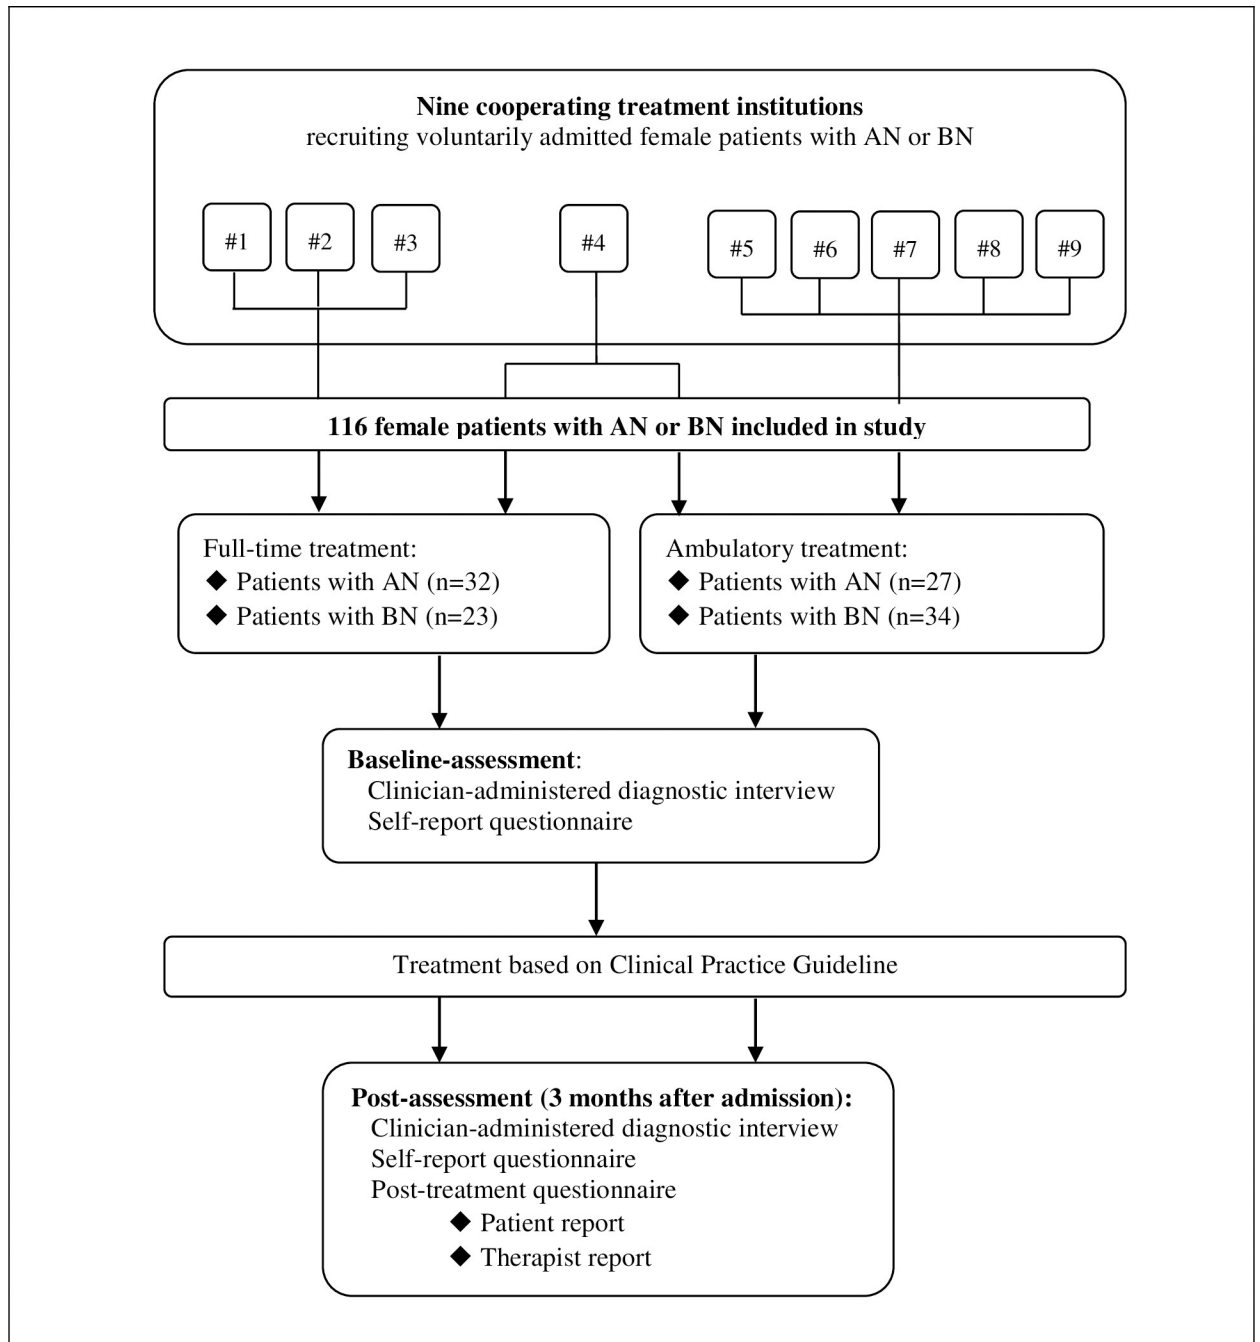 Nine cooperating treatment institutions
recruiting voluntarily admitted female patients with AN or BN
#1 #2 #3 #4 #5 #6 #7 #8 #9
116 female patients with AN or BN included in study
Full-time treatment:
◆ Patients with AN (n=32)
◆ Patients with BN (n=23)
Ambulatory treatment:
◆ Patients with AN (n=27)
◆ Patients with BN (n=34)
Baseline-assessment:
Clinician-administered diagnostic interview
Self-report questionnaire
Treatment based on Clinical Practice Guideline
Post-assessment (3 months after admission):
Clinician-administered diagnostic interview
Self-report questionnaire
Post-treatment questionnaire
◆ Patient report
◆ Therapist report